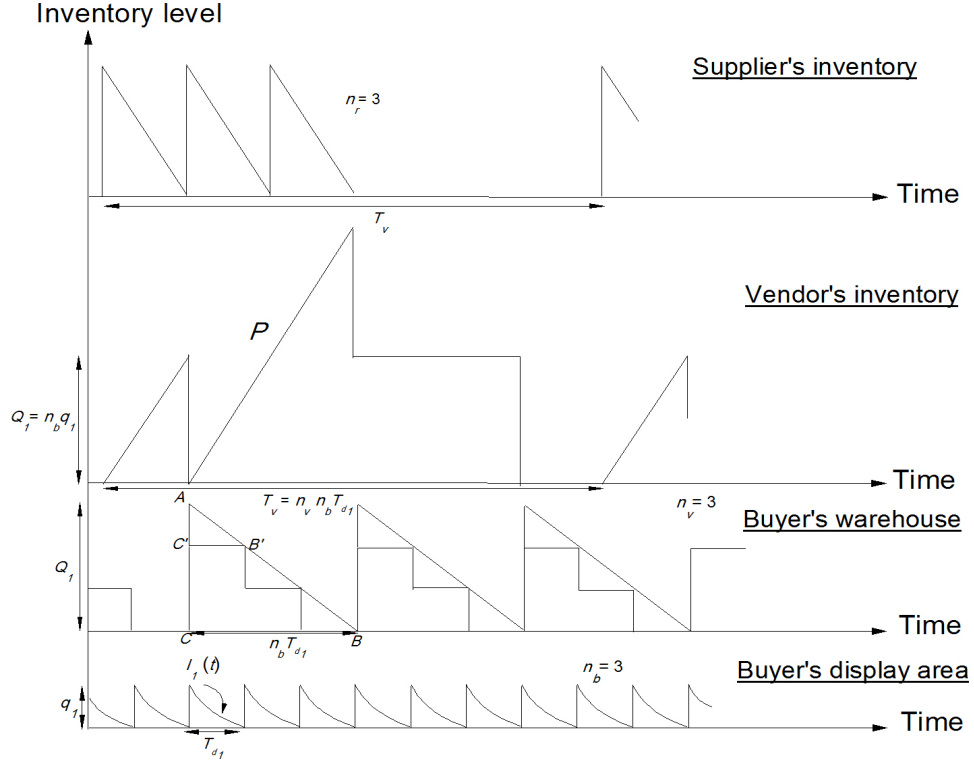 Inventory level
Supplier's inventory
n_r = 3
Time
T_v
Vendor's inventory
P
Q_1 = n_b q_1
Time
A
T_v = n_v n_b T_d1
n_v = 3
Buyer's warehouse
C'
B'
Q_1
Time
C
n_b T_d1
B
I_1 (t)
n_b = 3
Buyer's display area
q_1
Time
T_d1